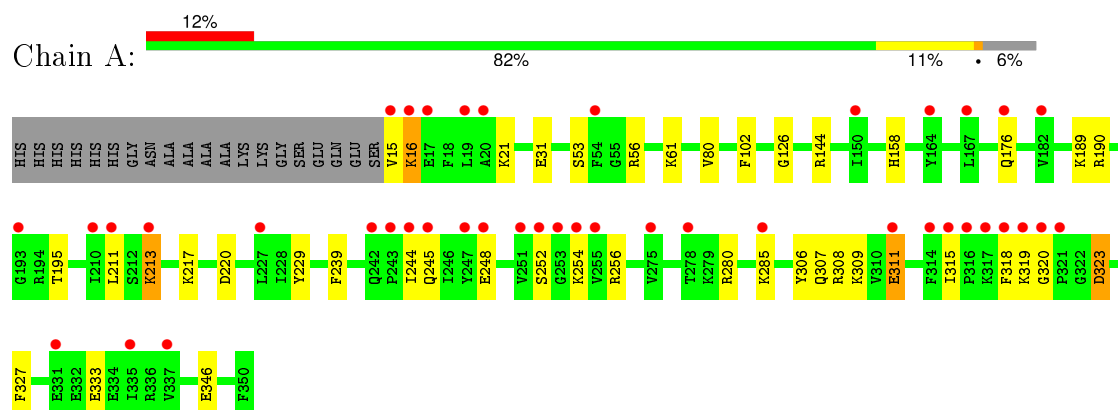 12%
Chain A:
82% 11% • 6%
HIS HIS HIS HIS HIS HIS GLY ASN ALA ALA ALA ALA LYS LYS GLY SER GLU GLN GLU SER V15 K16 E17 F18 L19 A20 K21 E31 S53 F54 G55 R56 K61 V80 F102 G126 R144 I150 H158 Y164 L167 Q176 V182 K189 R190
G193 R194 T195 I210 L211 S212 K213 K217 D220 L227 I228 Y229 F239 Q242 P243 I244 Q245 I246 Y247 E248 V251 S252 G253 K254 V255 R256 V275 T278 K279 R280 K285 Y306 Q307 R308 K309 V310 E311 F314 I315 P316 K317 F318 K319 G320 P321 G322 D323
F327 E331 E332 E333 E334 I335 R336 V337 E346 F350